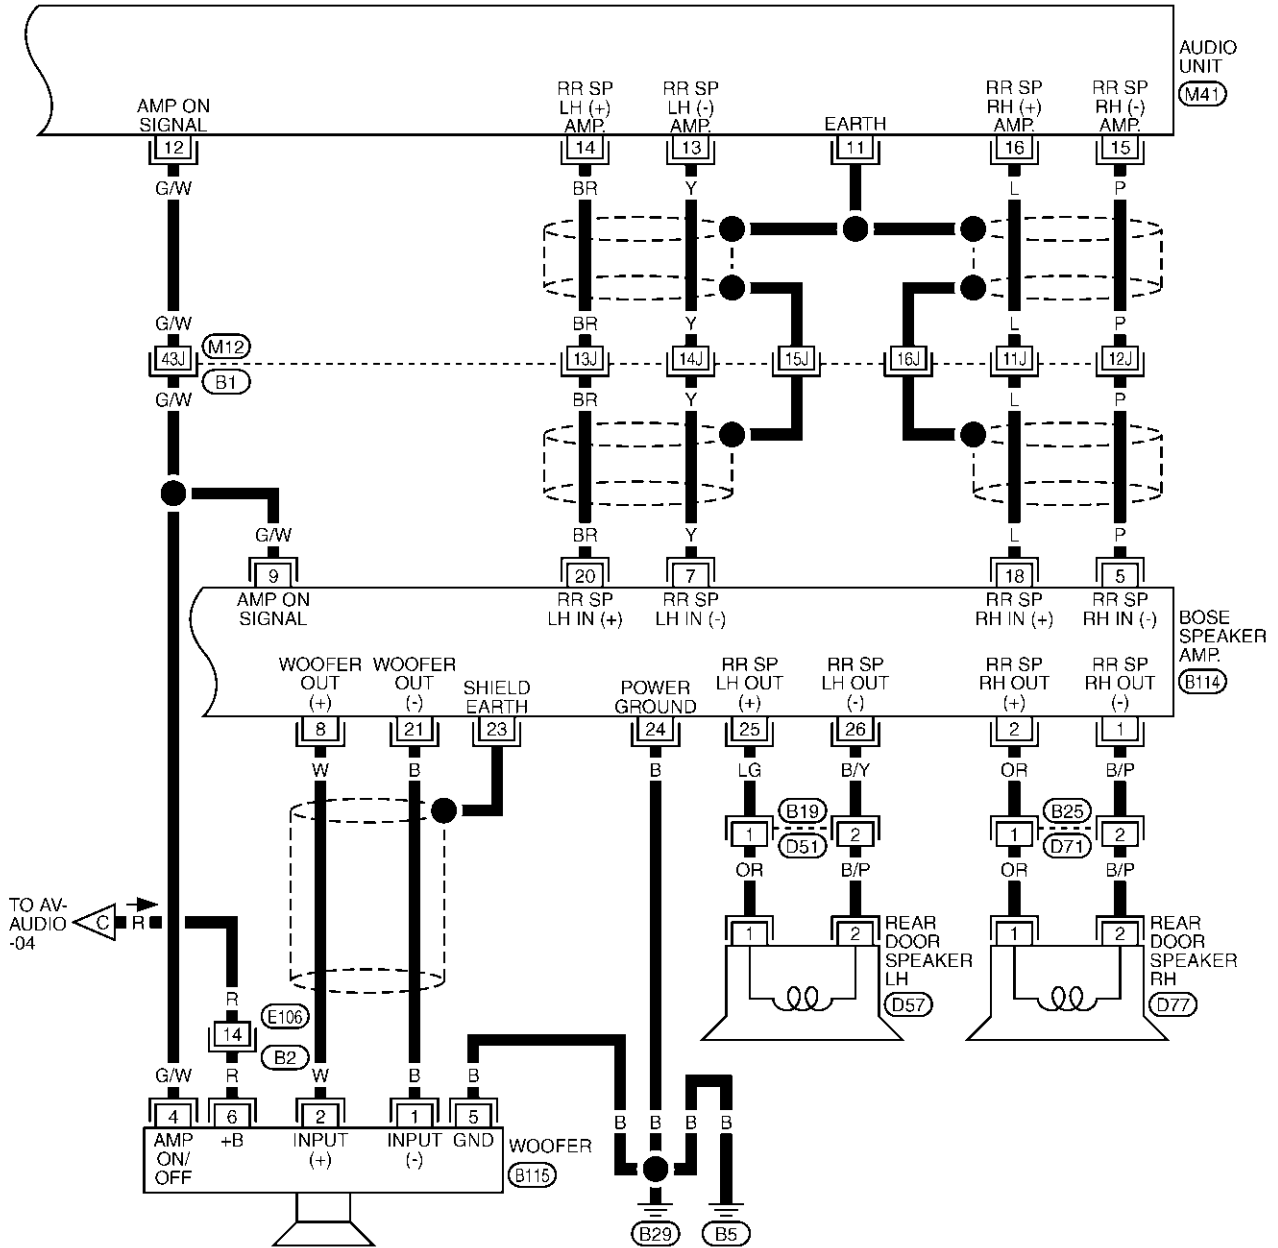 AUDIO
UNIT
M41
AMP ON
SIGNAL
RR SP
LH (+)
AMP.
RR SP
LH (-)
AMP.
EARTH
RR SP
RH (+)
AMP.
RR SP
RH (-)
AMP.
12 14 13 11 16 15
G/W BR Y L P
G/W BR Y L P
43J M12 13J 14J 15J 16J 11J 12J
B1
G/W BR Y L P
G/W BR Y L P
9 20 7 18 5
AMP ON
SIGNAL
RR SP
LH IN (+)
RR SP
LH IN (-)
RR SP
RH IN (+)
RR SP
RH IN (-)
BOSE
SPEAKER
AMP.
B114
WOOFER
OUT
(+)
WOOFER
OUT
(-)
SHIELD
EARTH
POWER
GROUND
RR SP
LH OUT
(+)
RR SP
LH OUT
(-)
RR SP
RH OUT
(+)
RR SP
RH OUT
(-)
8 21 23 24 25 26 2 1
W B B LG B/Y OR B/P
1 B19 2 1 B25 2
D51 D71
OR B/P OR B/P
TO AV-
AUDIO
-04
C R
1 2 1 2
REAR
DOOR
SPEAKER
LH
D57
REAR
DOOR
SPEAKER
RH
D77
R
14 E106
B2
G/W R W B B
4 6 2 1 5
B B B B
AMP
ON/
OFF
+B
INPUT
(+)
INPUT
(-)
GND
WOOFER
B115
B29 B5